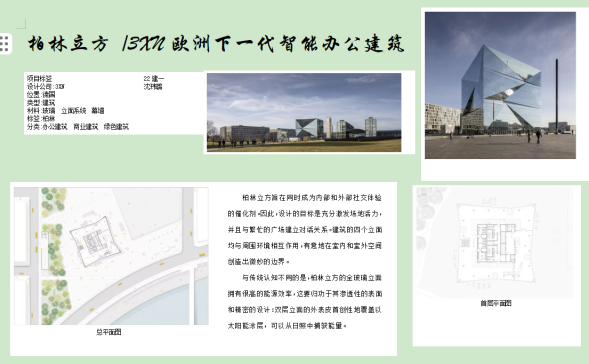 柏林立方 13XN 欧洲下一代智能办公建筑
项目标签
设计公司:3XN
位置:德国
类型:建筑
材料:玻璃 立面系统 幕墙
标签:柏林
分类:办公建筑 商业建筑 绿色建筑
22 建一
柏林立方旨在同时成为内部和外部社交体验
的催化剂。因此,设计的目标是充分激发场地活力,
并且与繁忙的广场建立对话关系。建筑的四个立面
均与周围环境相互作用,有意地在室内和室外空间
创造出微妙的边界。
与传统认知不同的是,柏林立方的全玻璃立面
拥有很高的能源效率,这要归功于其渗透性的表面
和精密的设计:双层立面的外表皮首创性地覆盖以
太阳能涂层,可以从日照中捕获能量。
总平面图
首层平面图